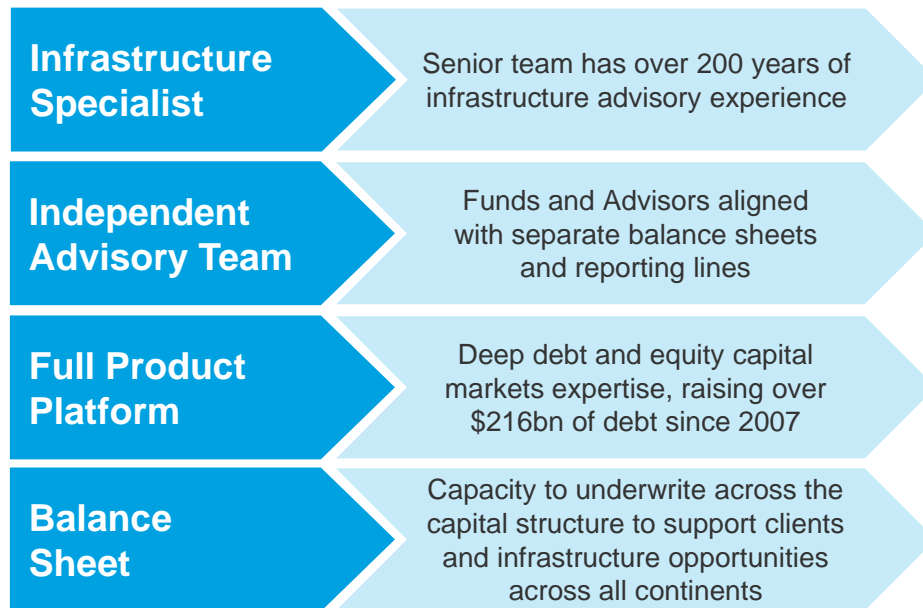 Infrastructure
Specialist
Senior team has over 200 years of
infrastructure advisory experience
Independent
Advisory Team
Funds and Advisors aligned
with separate balance sheets
and reporting lines
Full Product
Platform
Deep debt and equity capital
markets expertise, raising over
$216bn of debt since 2007
Balance
Sheet
Capacity to underwrite across the
capital structure to support clients
and infrastructure opportunities
across all continents